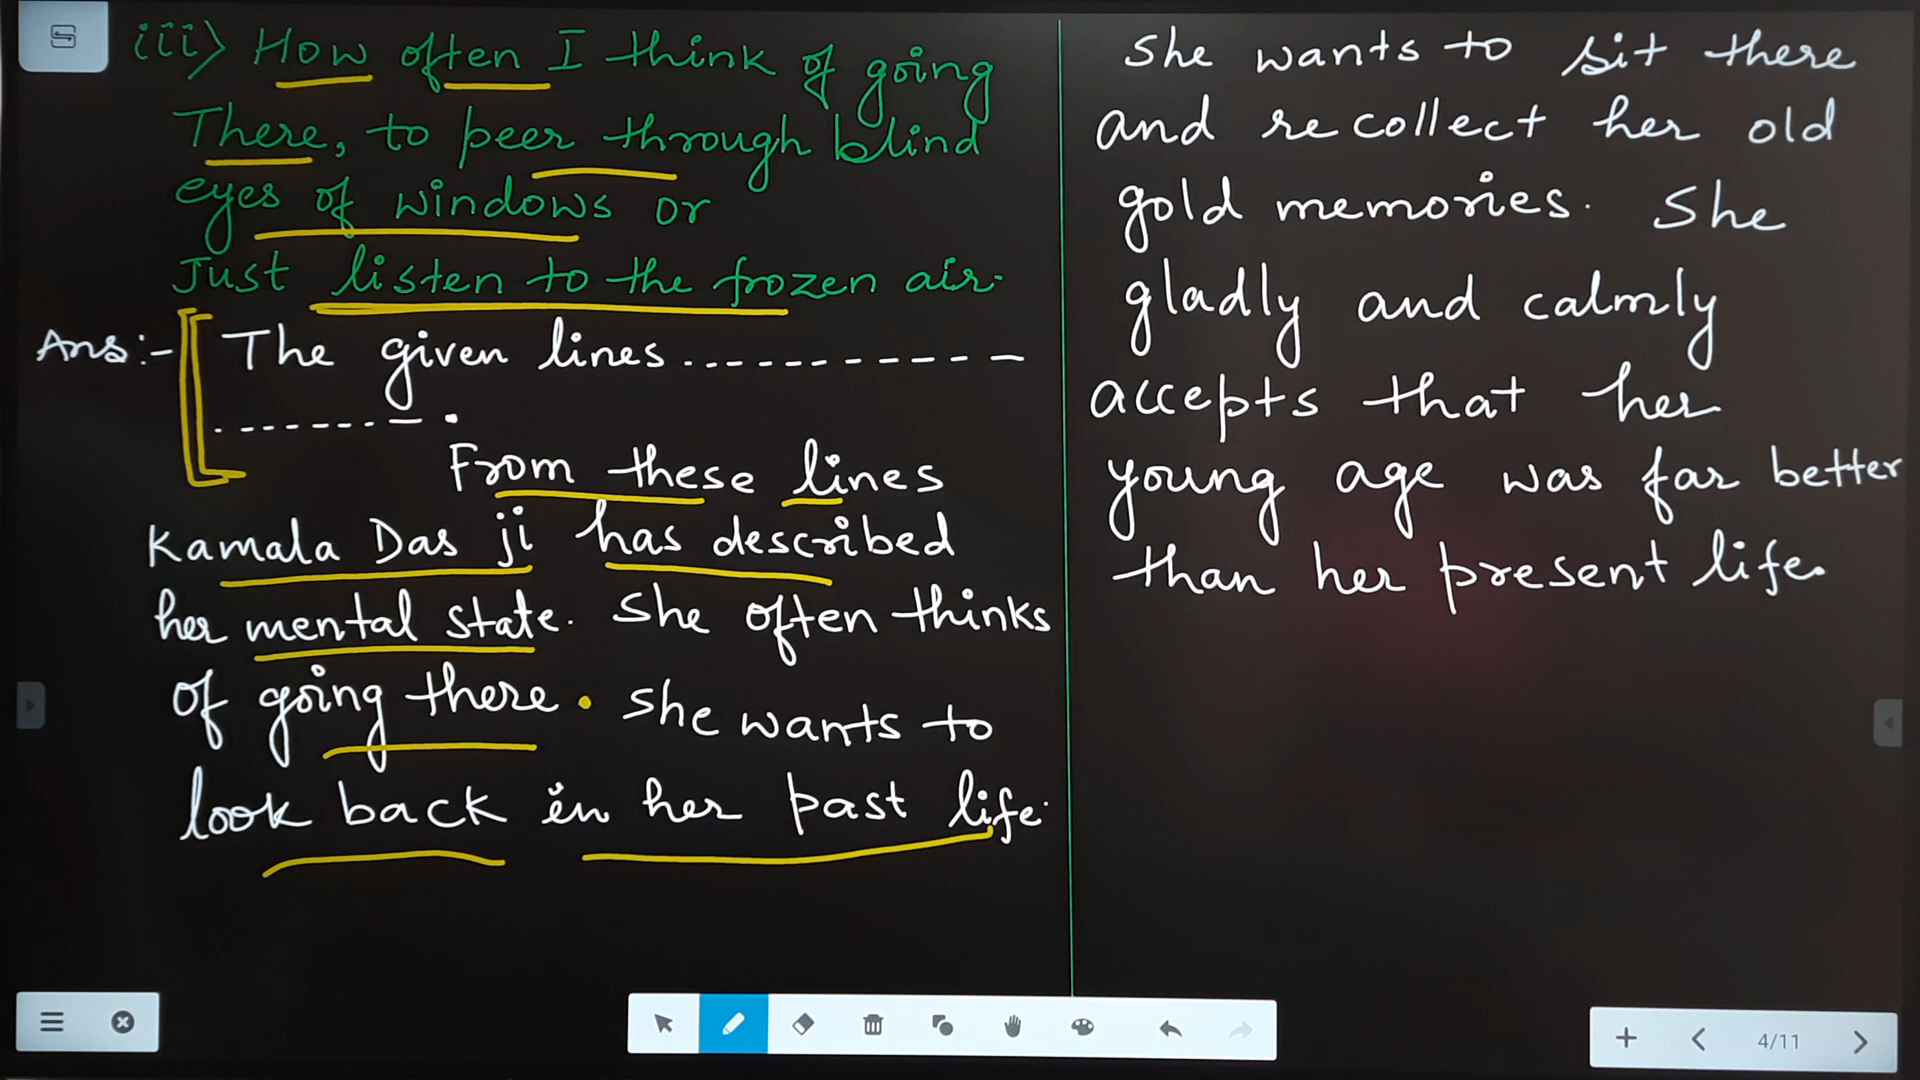 iii) How often I think of going
There, to peer through blind
eyes of windows or
Just listen to the frozen air.
Ans:- The given lines...........
.......... .
From these lines
Kamala Das ji has described
her mental state. She often thinks
of going there. She wants to
look back in her past life.
She wants to sit there
and recollect her old
gold memories. She
gladly and calmly
accepts that her
young age was far better
than her present life.
4/11